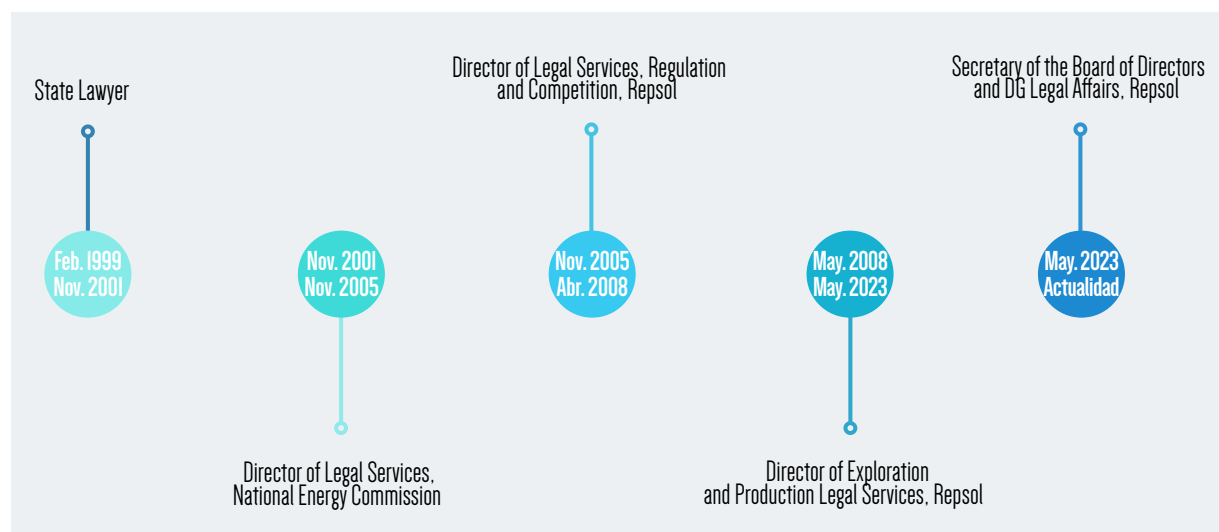 State Lawyer
Feb. 1999
Nov. 2001
Nov. 2001
Nov. 2005
Director of Legal Services,
National Energy Commission
Director of Legal Services, Regulation
and Competition, Repsol
Nov. 2005
Abr. 2008
May. 2008
May. 2023
Director of Exploration
and Production Legal Services, Repsol
Secretary of the Board of Directors
and DG Legal Affairs, Repsol
May. 2023
Actualidad